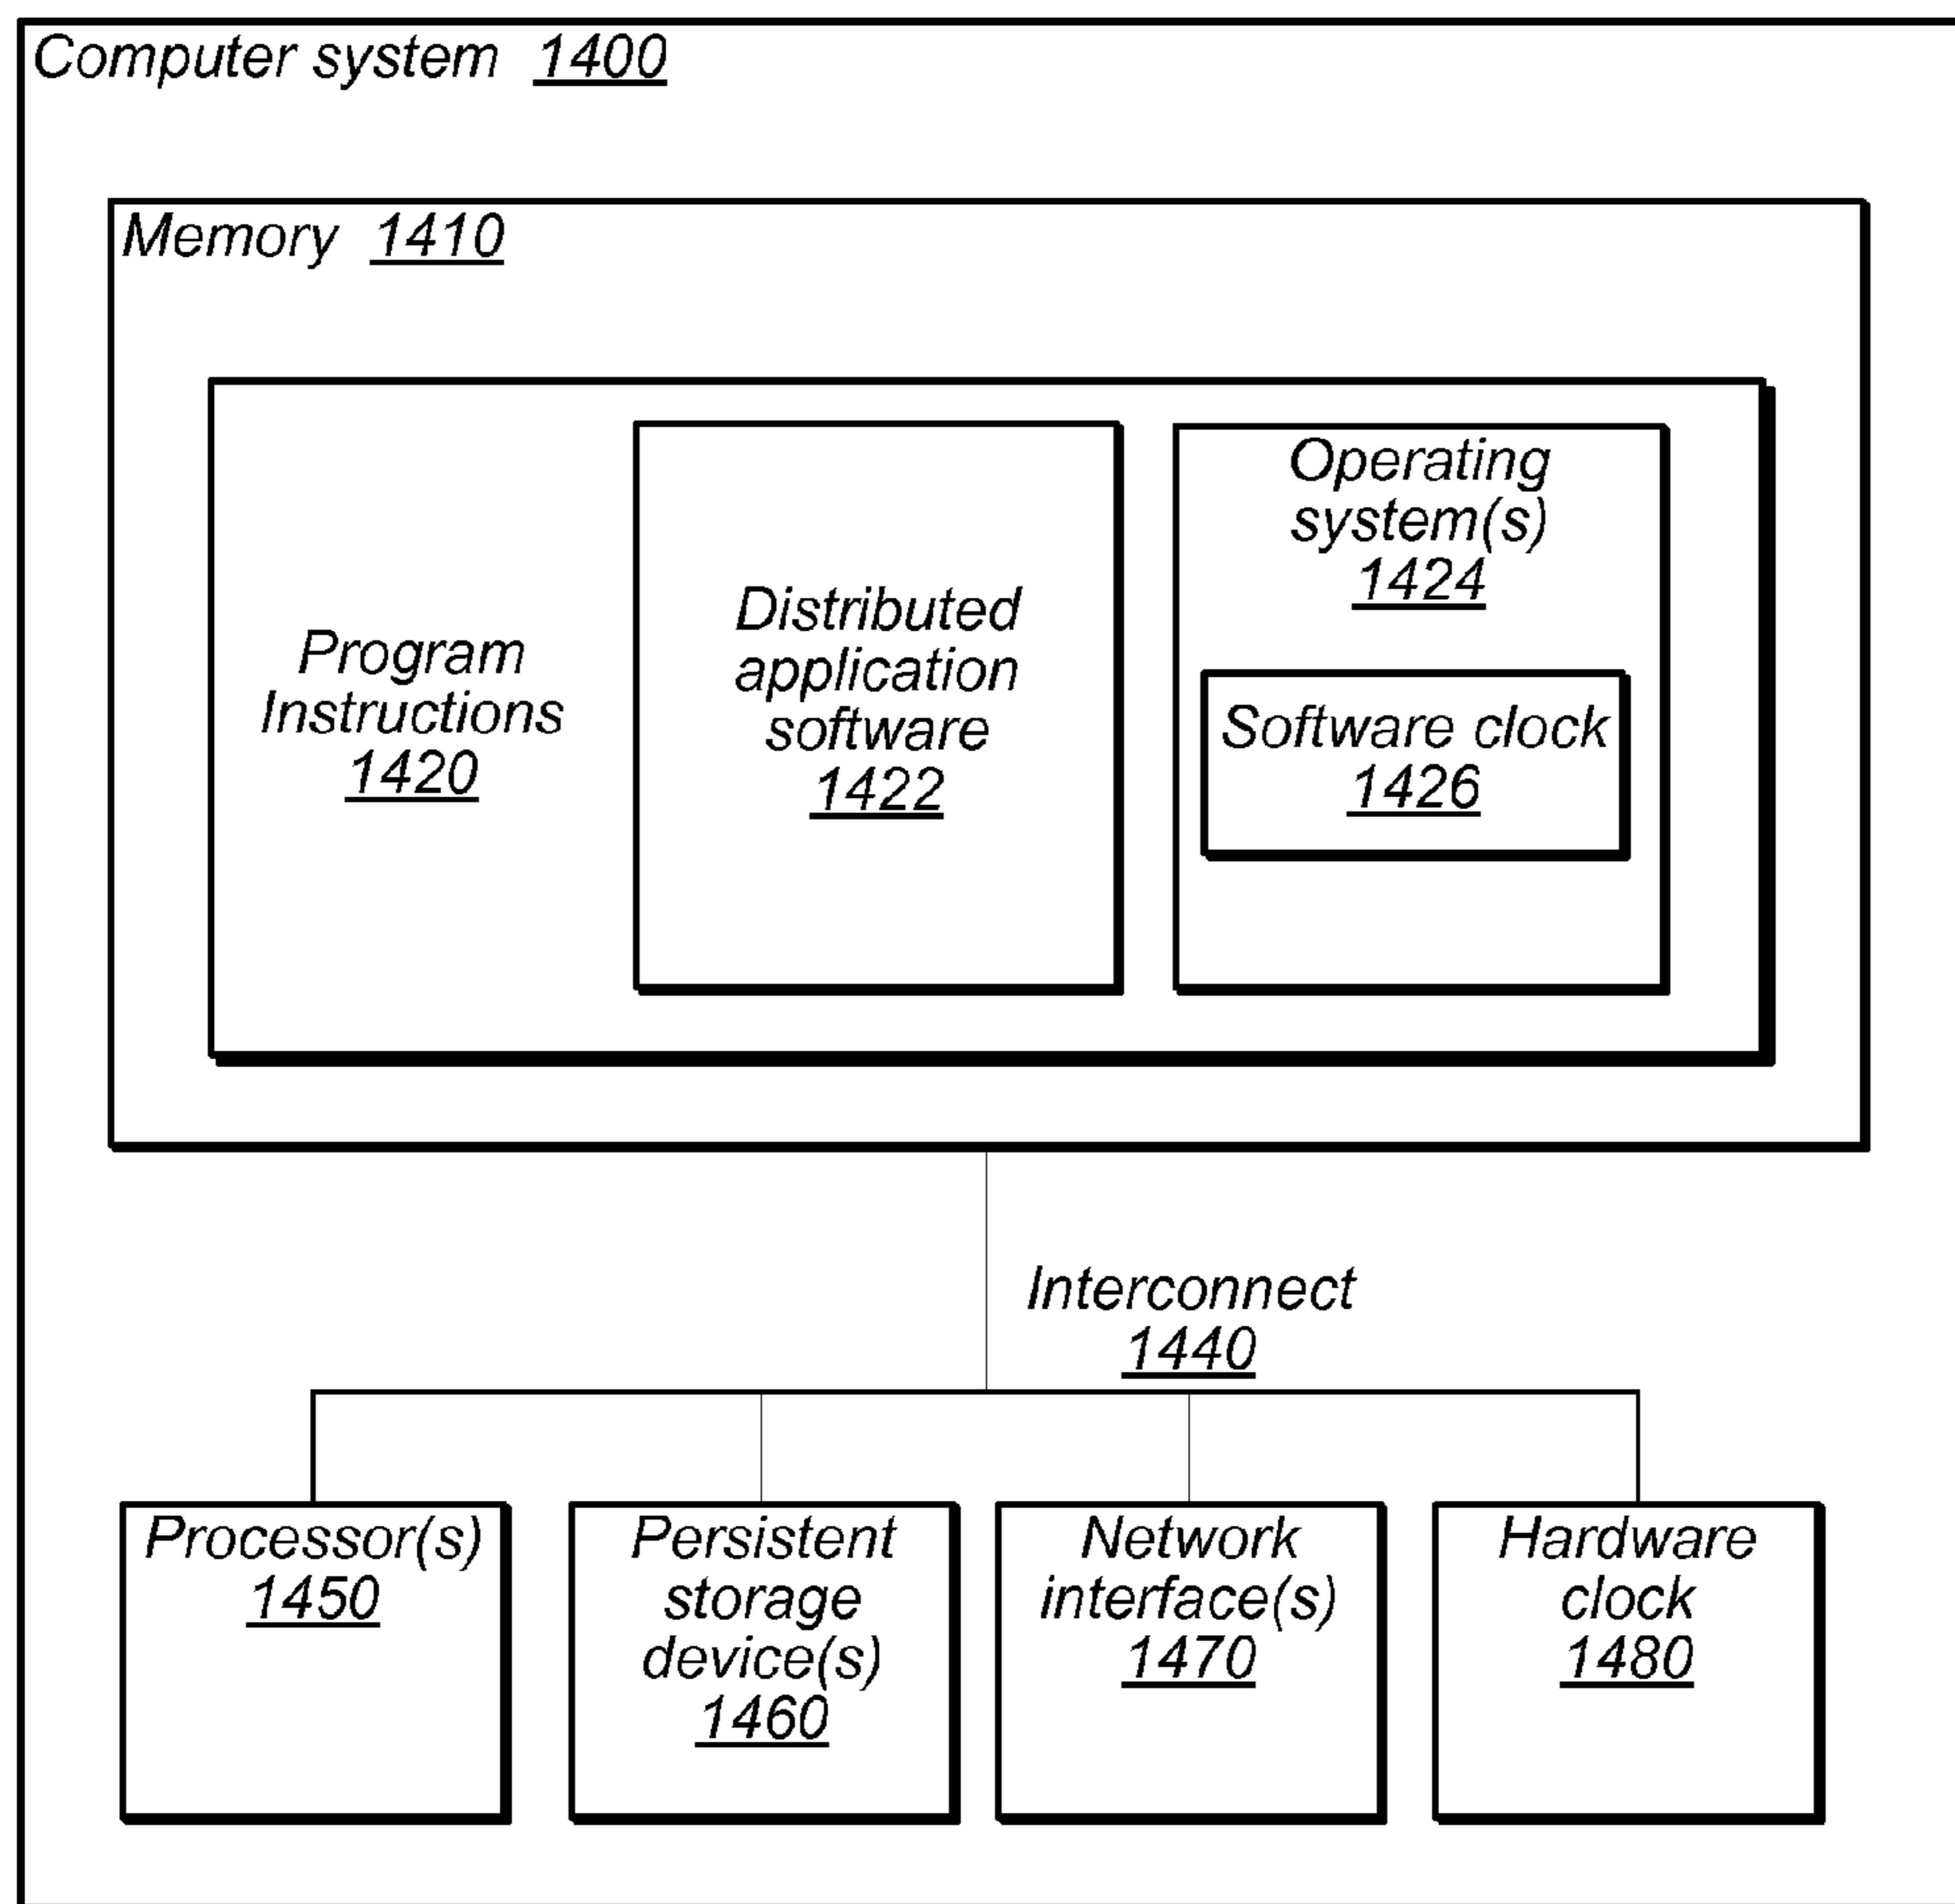 Computer system 1400
Memory 1410
Program
Instructions
1420
Distributed
application
software
1422
Operating
system(s)
1424
Software clock
1426
Interconnect
1440
Processor(s)
1450
Persistent
storage
device(s)
1460
Network
interface(s)
1470
Hardware
clock
1480